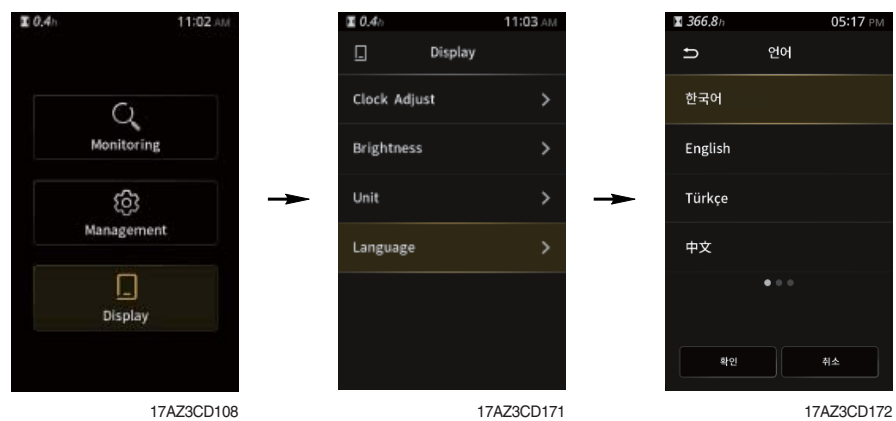 0.4h 11:02 AM
Monitoring
Management
Display
17AZ3CD108
0.4h 11:03 AM
Display
Clock Adjust
Brightness
Unit
Language
17AZ3CD171
366.8h 05:17 PM
언어
한국어
English
Türkçe
中文
확인 취소
17AZ3CD172